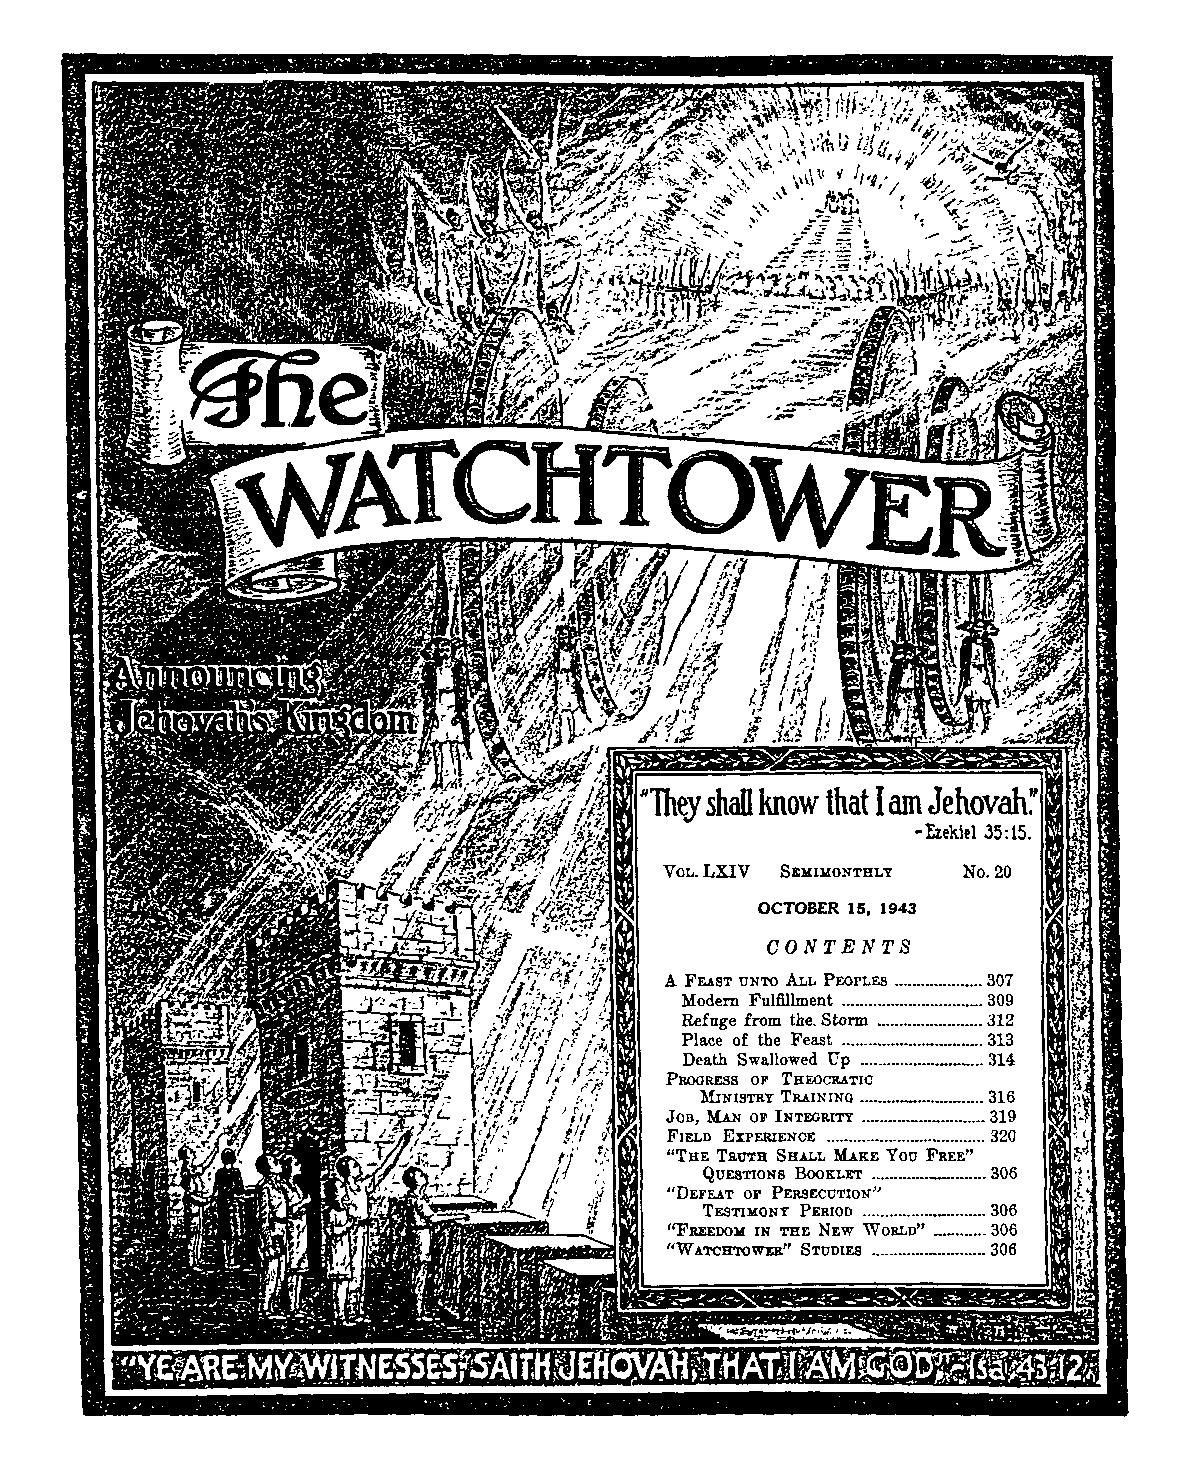 The
WATCHTOWER
Announcing
Jehovah's Kingdom
"They shall know that I am Jehovah."
-Ezekiel 35:15.
VOL. LXIV SEMIMONTHLY No. 20
OCTOBER 15, 1943
CONTENTS
A FEAST UNTO ALL PEOPLES .................. 307
Modern Fulfillment ............................. 309
Refuge from the Storm ...................... 312
Place of the Feast ............................. 313
Death Swallowed Up ......................... 314
PROGRESS OF THEOCRATIC
MINISTRY TRAINING ......................... 316
JOB, MAN OF INTEGRITY ......................... 319
FIELD EXPERIENCE ................................ 320
"THE TRUTH SHALL MAKE YOU FREE"
QUESTIONS BOOKLET ....................... 306
"DEFEAT OF PERSECUTION"
TESTIMONY PERIOD ......................... 306
"FREEDOM IN THE NEW WORLD" ........... 306
"WATCHTOWER" STUDIES ....................... 306
"YE ARE MY WITNESSES, SAITH JEHOVAH, THAT I AM GOD."-Isa. 43:12.